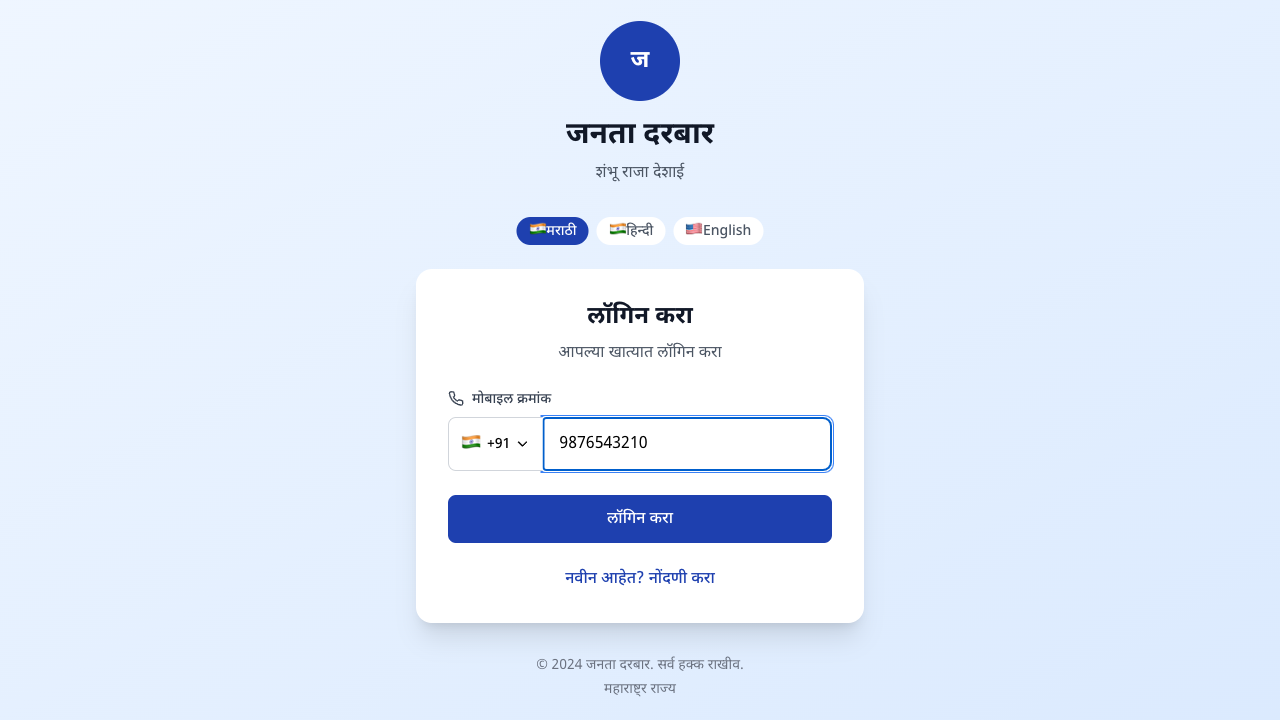 ज
जनता दरबार
शंभू राजा देशाई
मराठी हिन्दी English
लॉगिन करा
आपल्या खात्यात लॉगिन करा
मोबाइल क्रमांक
+91 9876543210
लॉगिन करा
नवीन आहेत? नोंदणी करा
© 2024 जनता दरबार. सर्व हक्क राखीव.
महाराष्ट्र राज्य